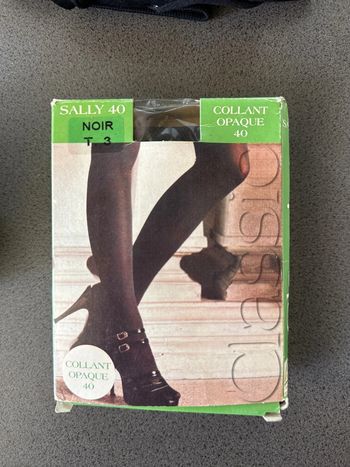 SALLY 40
NOIR
T 3
COLLANT
OPAQUE
40
Classic
COLLANT
OPAQUE
40